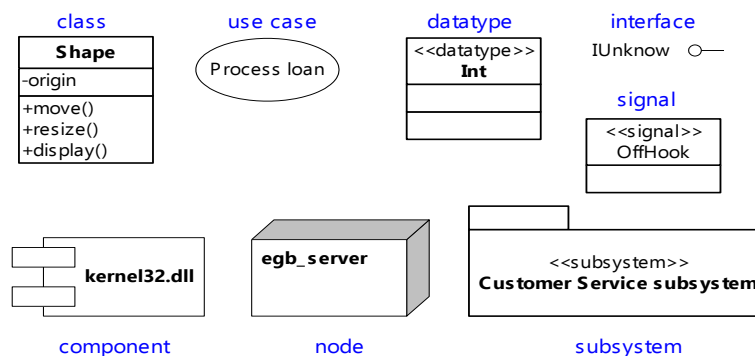 class
use case
datatype
interface
Shape
-origin
+move()
+resize()
+display()
Process loan
<<datatype>>
Int
IUnknow
signal
<<signal>>
OffHook
kernel32.dll
egb_server
<<subsystem>>
Customer Service subsystem
component
node
subsystem